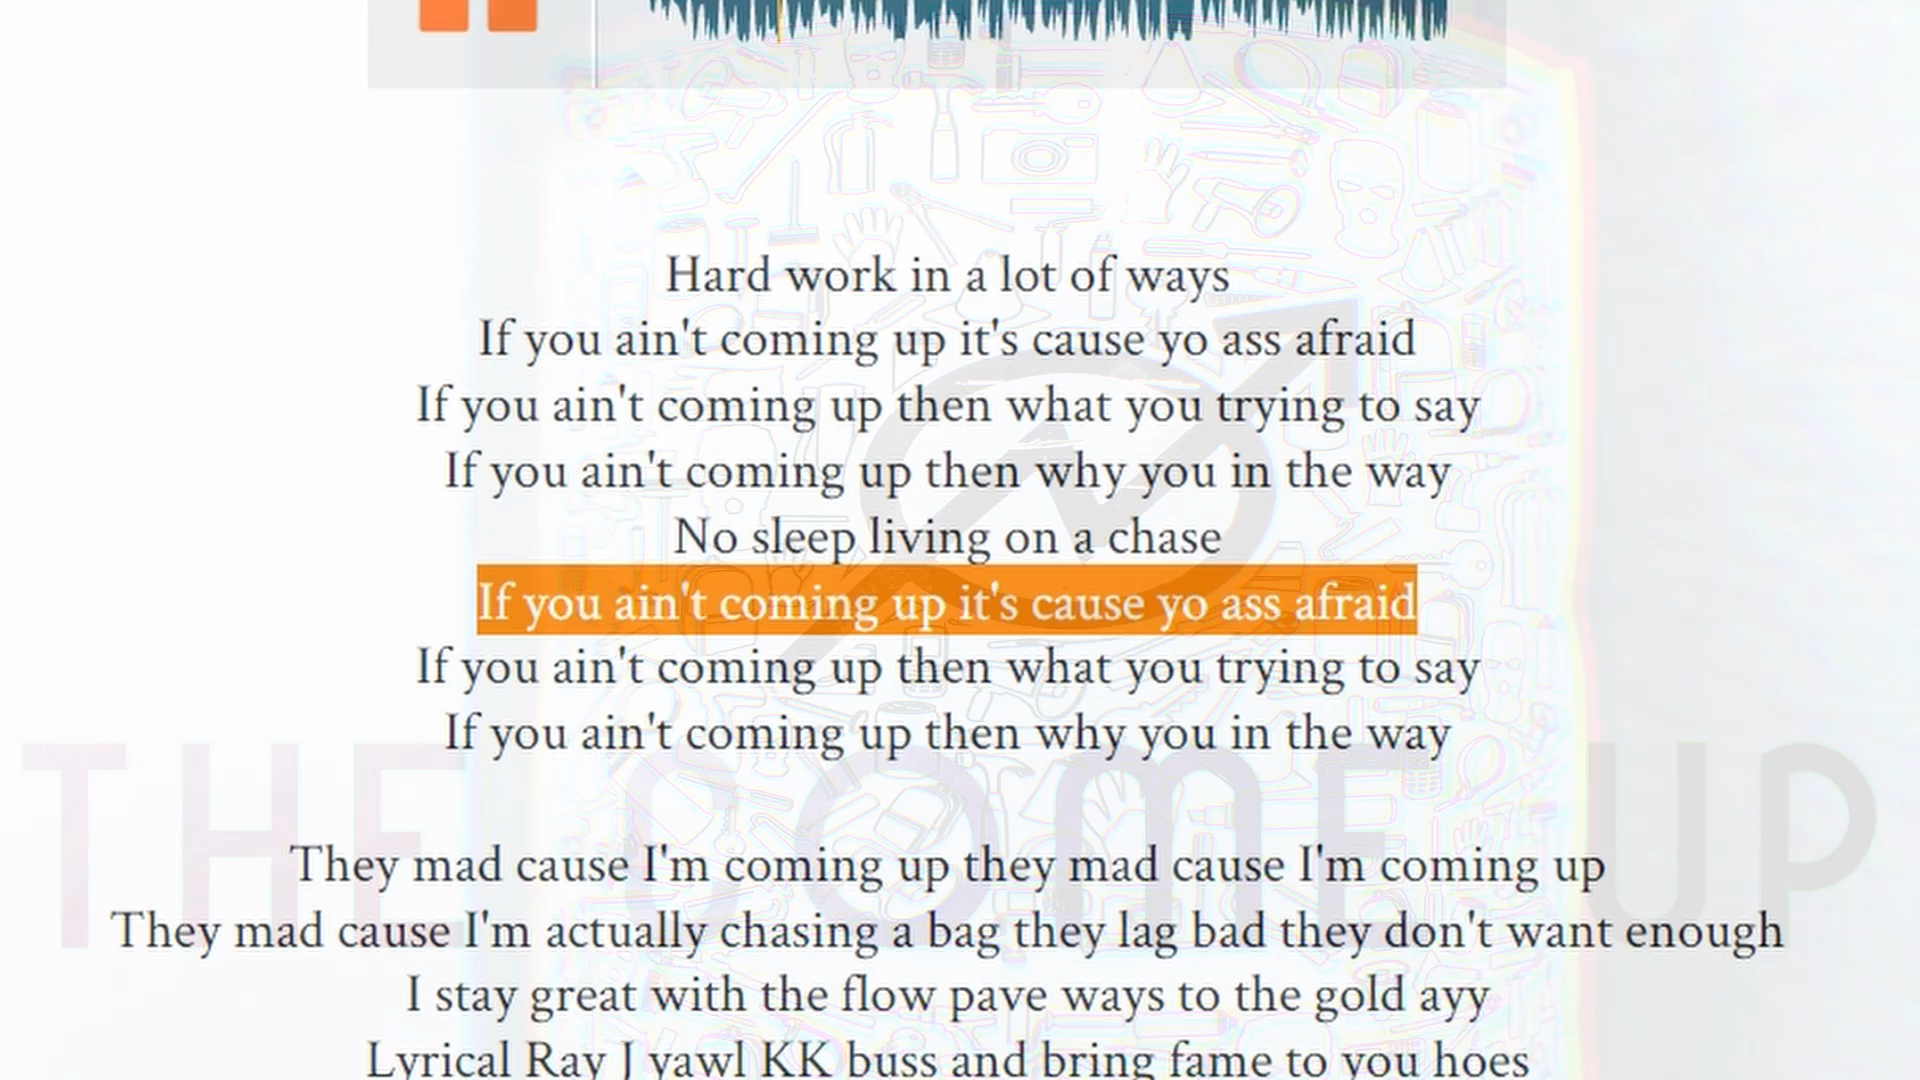 Hard work in a lot of ways
If you ain't coming up it's cause yo ass afraid
If you ain't coming up then what you trying to say
If you ain't coming up then why you in the way
No sleep living on a chase
If you ain't coming up it's cause yo ass afraid
If you ain't coming up then what you trying to say
If you ain't coming up then why you in the way
THE COME UP
They mad cause I'm coming up they mad cause I'm coming up
They mad cause I'm actually chasing a bag they lag bad they don't want enough
I stay great with the flow pave ways to the gold ayy
Lyrical Ray J yawl KK buss and bring fame to you hoes